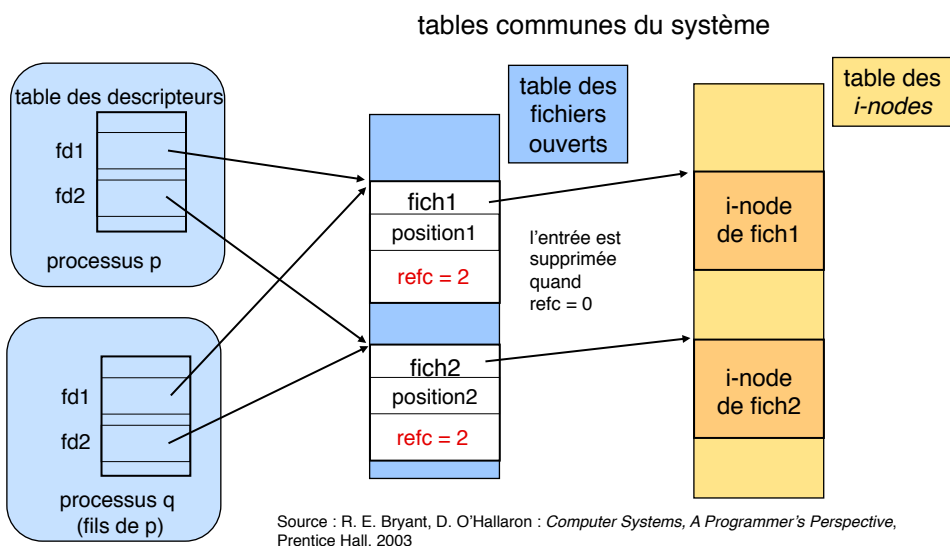 tables communes du système
table des descripteurs
fd1
fd2
processus p
fd1
fd2
processus q
(fils de p)
table des
fichiers
ouverts
fich1
position1
refc = 2
fich2
position2
refc = 2
l'entrée est
supprimée
quand
refc = 0
table des
i-nodes
i-node
de fich1
i-node
de fich2
Source : R. E. Bryant, D. O'Hallaron : Computer Systems, A Programmer's Perspective,
Prentice Hall, 2003